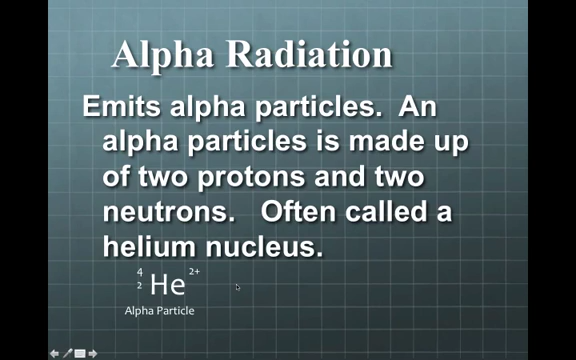 Alpha Radiation
Emits alpha particles. An
alpha particles is made up
of two protons and two
neutrons. Often called a
helium nucleus.
4 2 He 2+
Alpha Particle